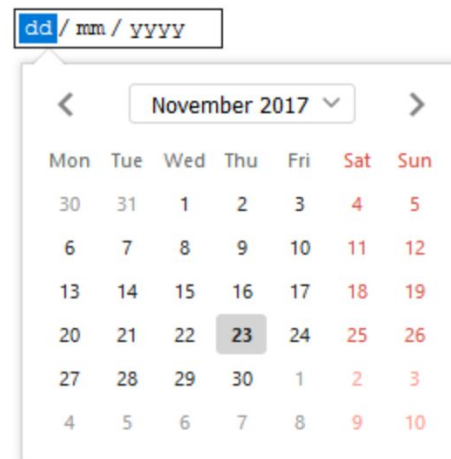 dd / mm / yyyy
November 2017
Mon Tue Wed Thu Fri Sat Sun
30 31 1 2 3 4 5
6 7 8 9 10 11 12
13 14 15 16 17 18 19
20 21 22 23 24 25 26
27 28 29 30 1 2 3
4 5 6 7 8 9 10